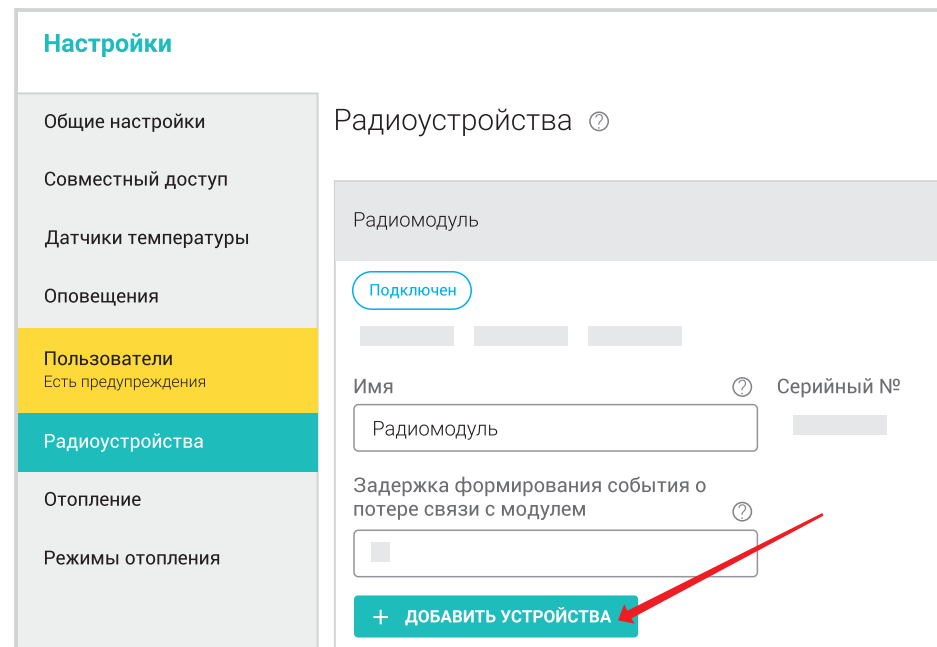 Настройки
Общие настройки
Совместный доступ
Датчики температуры
Оповещения
Пользователи
Есть предупреждения
Радиоустройства
Отопление
Режимы отопления
Радиоустройства ?
Радиомодуль
Подключен
Имя ?
Серийный №
Радиомодуль
Задержка формирования события о
потере связи с модулем ?
+ ДОБАВИТЬ УСТРОЙСТВА